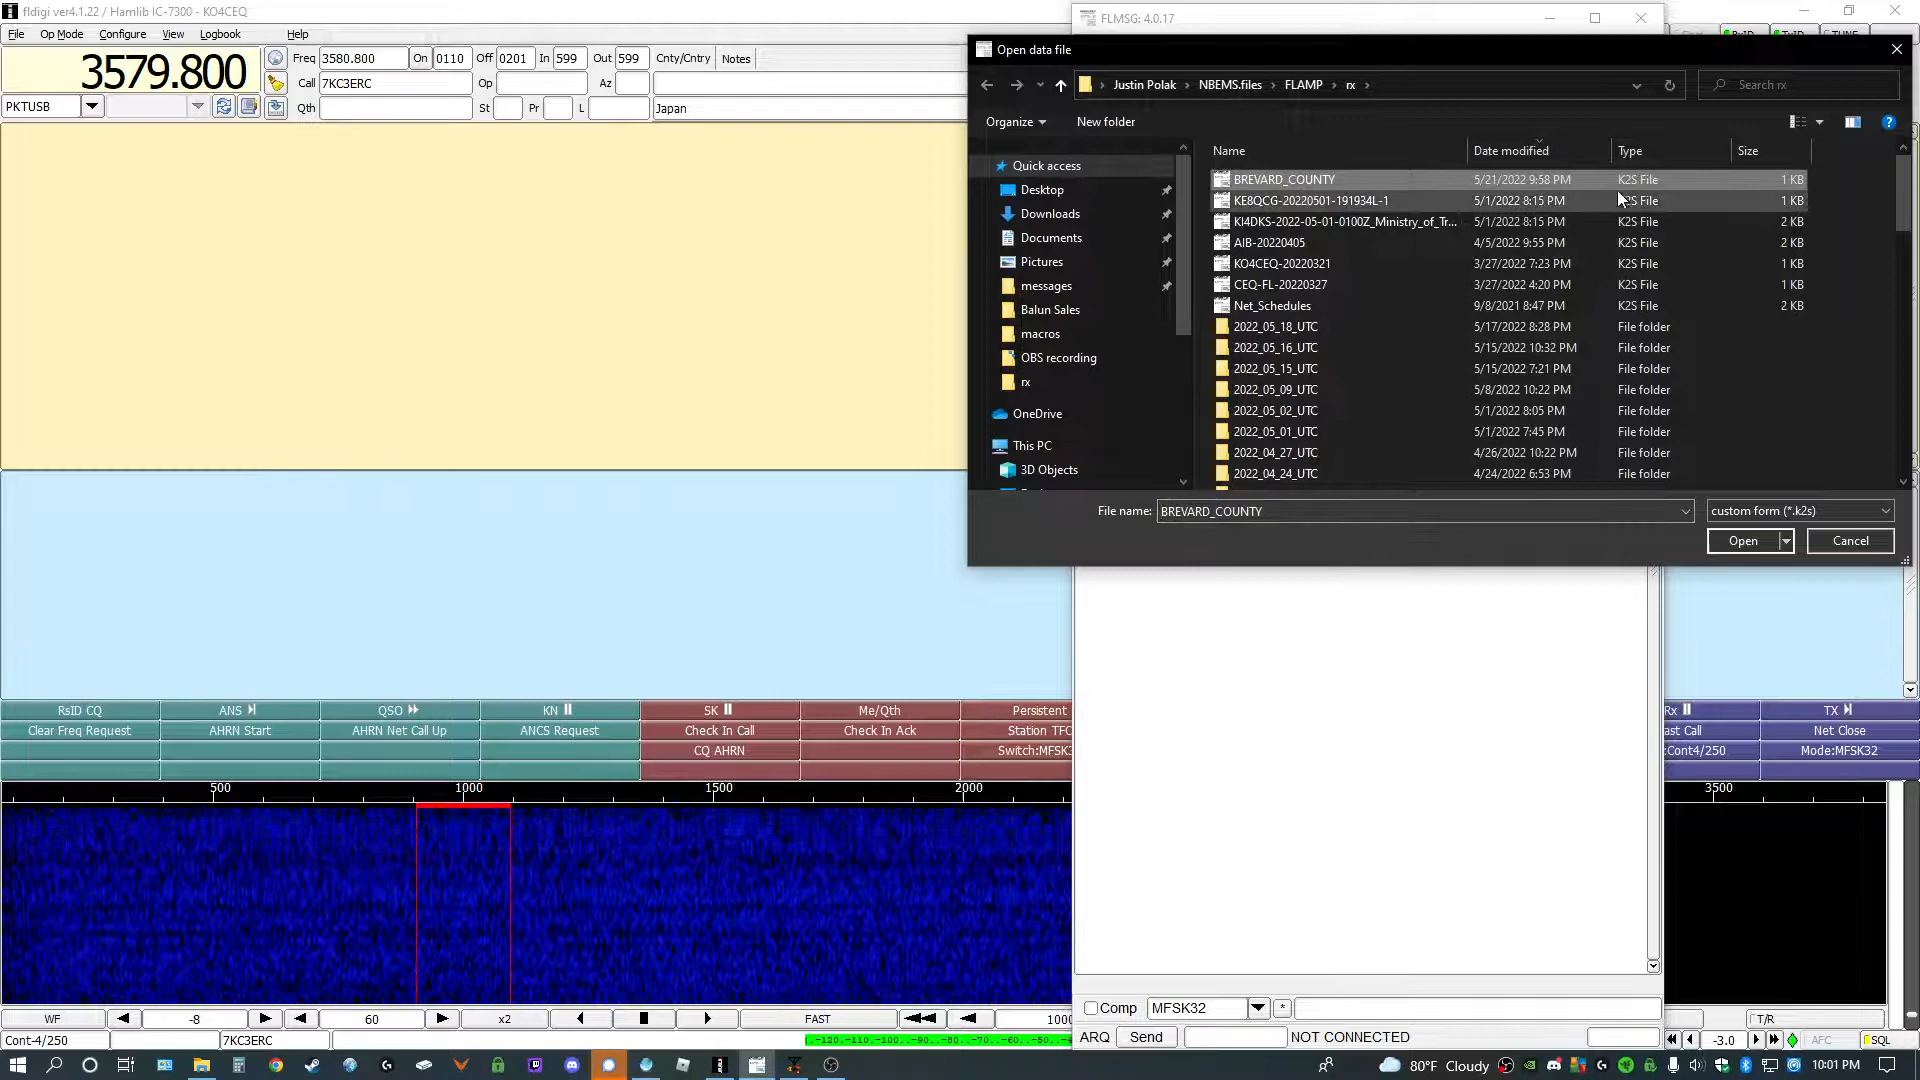 fldigi ver4.1.22 / Hamlib IC-7300 - KO4CEQ
File Op Mode Configure View Logbook Help
3579.800
Freq 3580.800 On 0110 Off 0201 In 599 Out 599 Cnty/Cntry Notes
Call 7KC3ERC Op Az
PKTUSB
Qth St Pr L Japan
FLMSG: 4.0.17
Open data file
Justin Polak › NBEMS.files › FLAMP › rx ›
Search rx
Organize New folder
Quick access
Desktop
Downloads
Documents
Pictures
messages
Balun Sales
macros
OBS recording
rx
OneDrive
This PC
3D Objects
Name Date modified Type Size
BREVARD_COUNTY 5/21/2022 9:58 PM K2S File 1 KB
KE8QCG-20220501-191934L-1 5/1/2022 8:15 PM K2S File 1 KB
KI4DKS-2022-05-01-0100Z_Ministry_of_Tr... 5/1/2022 8:15 PM K2S File 2 KB
AIB-20220405 4/5/2022 9:55 PM K2S File 2 KB
KO4CEQ-20220321 3/27/2022 7:23 PM K2S File 1 KB
CEQ-FL-20220327 3/27/2022 4:20 PM K2S File 1 KB
Net_Schedules 9/8/2021 8:47 PM K2S File 2 KB
2022_05_18_UTC 5/17/2022 8:28 PM File folder
2022_05_16_UTC 5/15/2022 10:32 PM File folder
2022_05_15_UTC 5/15/2022 7:21 PM File folder
2022_05_09_UTC 5/8/2022 10:22 PM File folder
2022_05_02_UTC 5/1/2022 8:05 PM File folder
2022_05_01_UTC 5/1/2022 7:45 PM File folder
2022_04_27_UTC 4/26/2022 10:22 PM File folder
2022_04_24_UTC 4/24/2022 6:53 PM File folder
File name: BREVARD_COUNTY custom form (*.k2s)
Open Cancel
RsID CQ ANS QSO KN SK Me/Qth Persistent Rx TX
Clear Freq Request AHRN Start AHRN Net Call Up ANCS Request Check In Call Check In Ack Station TFC ast Call Net Close
CQ AHRN Switch:MFSK3 :Cont4/250 Mode:MFSK32
500 1000 1500 2000 3500
Comp MFSK32 *
WF -8 60 x2 FAST 1000 T/R
ARQ Send NOT CONNECTED
Cont-4/250 7KC3ERC -120 -110 -100 -90 -80 -70 -60 -50 -3.0 AFC SQL
80°F Cloudy 10:01 PM